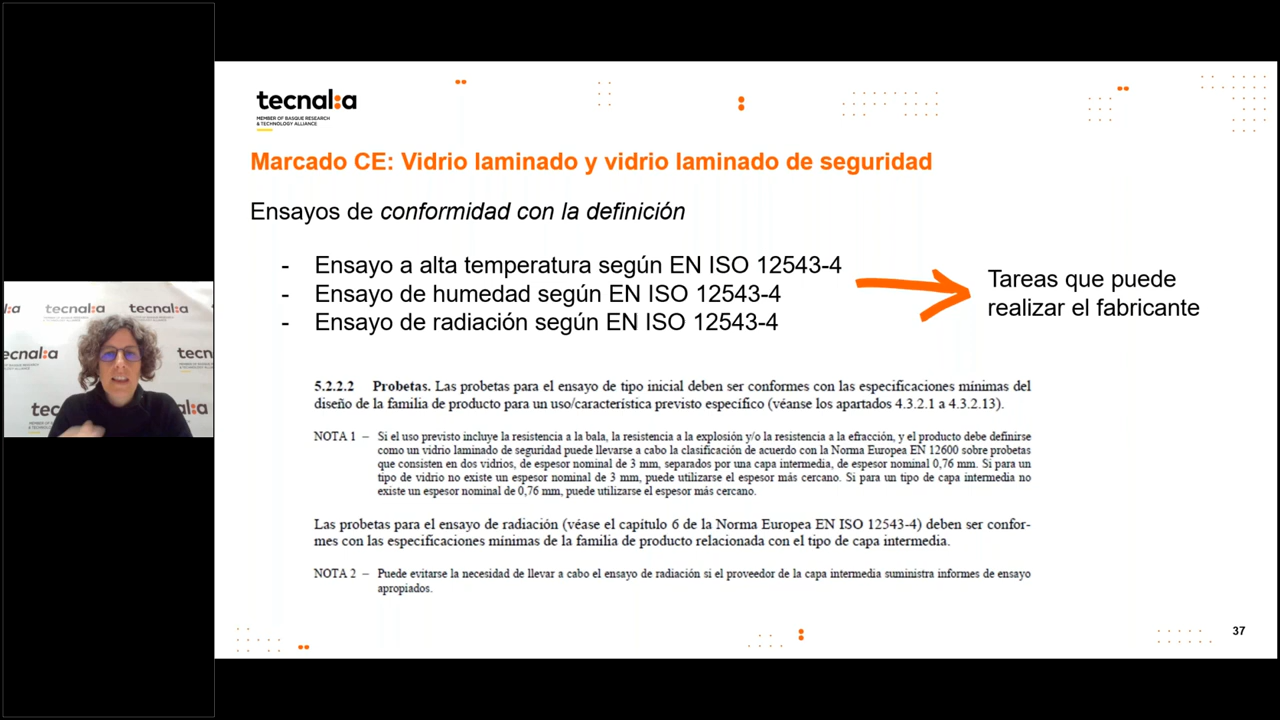 tecnalia
MEMBER OF BASQUE RESEARCH
& TECHNOLOGY ALLIANCE
Marcado CE: Vidrio laminado y vidrio laminado de seguridad
Ensayos de conformidad con la definición
- Ensayo a alta temperatura según EN ISO 12543-4
- Ensayo de humedad según EN ISO 12543-4
- Ensayo de radiación según EN ISO 12543-4
Tareas que puede
realizar el fabricante
5.2.2.2 Probetas. Las probetas para el ensayo de tipo inicial deben ser conformes con las especificaciones mínimas del
diseño de la familia de producto para un uso/característica previsto específico (véanse los apartados 4.3.2.1 a 4.3.2.13).
NOTA 1 – Si el uso previsto incluye la resistencia a la bala, la resistencia a la explosión y/o la resistencia a la efracción, y el producto debe definirse
como un vidrio laminado de seguridad puede llevarse a cabo la clasificación de acuerdo con la Norma Europea EN 12600 sobre probetas
que consisten en dos vidrios, de espesor nominal de 3 mm, separados por una capa intermedia, de espesor nominal 0,76 mm. Si para un
tipo de vidrio no existe un espesor nominal de 3 mm, puede utilizarse el espesor más cercano. Si para un tipo de capa intermedia no
existe un espesor nominal de 0,76 mm, puede utilizarse el espesor más cercano.
Las probetas para el ensayo de radiación (véase el capítulo 6 de la Norma Europea EN ISO 12543-4) deben ser confor-
mes con las especificaciones mínimas de la familia de producto relacionada con el tipo de capa intermedia.
NOTA 2 – Puede evitarse la necesidad de llevar a cabo el ensayo de radiación si el proveedor de la capa intermedia suministra informes de ensayo
apropiados.
37
tecnalia
tecnalia